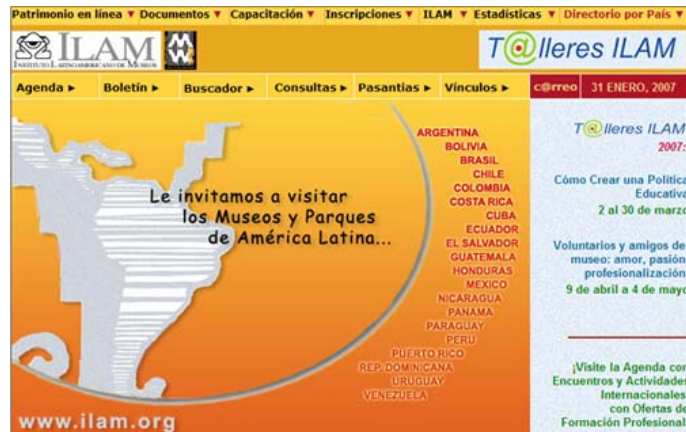 Patrimonio en línea ▼ Documentos ▼ Capacitación ▼ Inscripciones ▼ ILAM ▼ Estadísticas ▼ Directorio por País ▼
ILAM
INSTITUTO LATINOAMERICANO DE MUSEOS
T@lleres ILAM
Agenda ► Boletín ► Buscador ► Consultas ► Pasantias ► Vínculos ► c@rreo 31 ENERO, 2007
Le invitamos a visitar
los Museos y Parques
de América Latina...
ARGENTINA
BOLIVIA
BRASIL
CHILE
COLOMBIA
COSTA RICA
CUBA
ECUADOR
EL SALVADOR
GUATEMALA
HONDURAS
MEXICO
NICARAGUA
PANAMA
PARAGUAY
PERU
PUERTO RICO
REP. DOMINICANA
URUGUAY
VENEZUELA
www.ilam.org
T@lleres ILAM
2007:
Cómo Crear una Política
Educativa
2 al 30 de marzo
Voluntarios y amigos de
museo: amor, pasión
profesionalización
9 de abril a 4 de mayo
¡Visite la Agenda con
Encuentros y Actividades
Internacionales
con Ofertas de
Formación Profesional